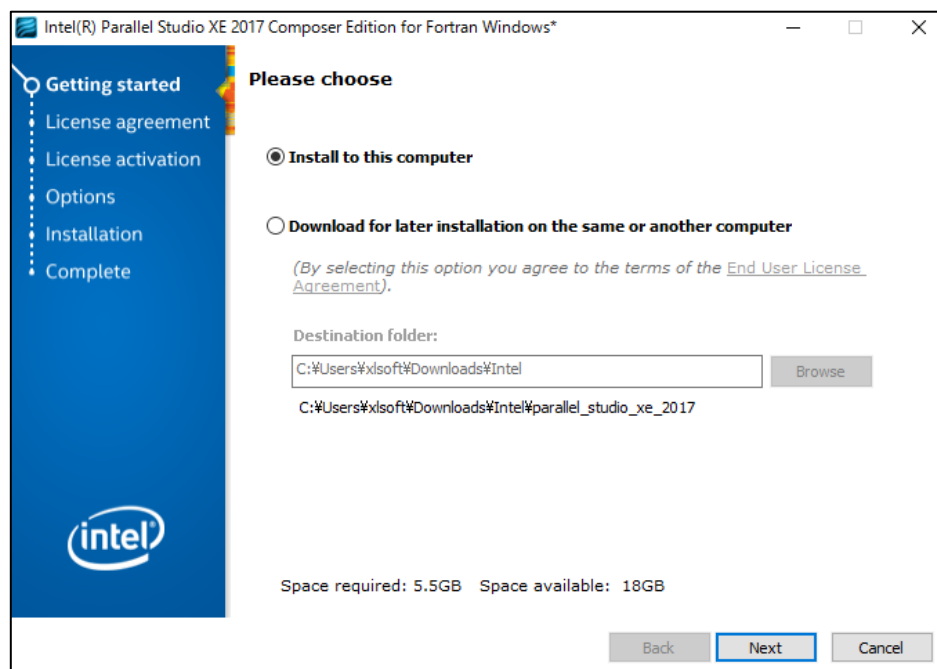 Intel(R) Parallel Studio XE 2017 Composer Edition for Fortran Windows*
Getting started
License agreement
License activation
Options
Installation
Complete
intel®
Please choose
Install to this computer
Download for later installation on the same or another computer
(By selecting this option you agree to the terms of the End User License
Agreement).
Destination folder:
C:¥Users¥xlsoft¥Downloads¥Intel
Browse
C:¥Users¥xlsoft¥Downloads¥Intel¥parallel_studio_xe_2017
Space required: 5.5GB Space available: 18GB
Back
Next
Cancel